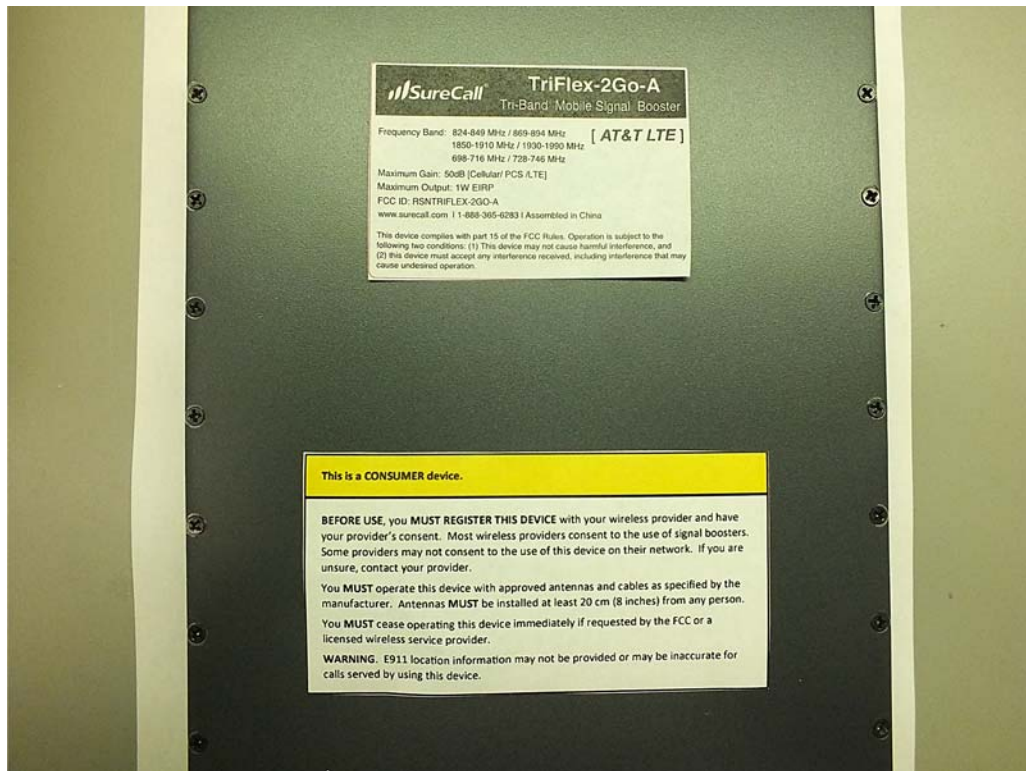 SureCall TriFlex-2Go-A
Tri-Band Mobile Signal Booster
Frequency Band: 824-849 MHz / 869-894 MHz [ AT&T LTE ]
1850-1910 MHz / 1930-1990 MHz
698-716 MHz / 728-746 MHz
Maximum Gain: 50dB [Cellular/ PCS /LTE]
Maximum Output: 1W EIRP
FCC ID: RSNTRIFLEX-2GO-A
www.surecall.com I 1-888-365-6283 I Assembled in China
This device complies with part 15 of the FCC Rules. Operation is subject to the
following two conditions: (1) This device may not cause harmful interference, and
(2) this device must accept any interference received, including interference that may
cause undesired operation.
This is a CONSUMER device.
BEFORE USE, you MUST REGISTER THIS DEVICE with your wireless provider and have
your provider's consent. Most wireless providers consent to the use of signal boosters.
Some providers may not consent to the use of this device on their network. If you are
unsure, contact your provider.
You MUST operate this device with approved antennas and cables as specified by the
manufacturer. Antennas MUST be installed at least 20 cm (8 inches) from any person.
You MUST cease operating this device immediately if requested by the FCC or a
licensed wireless service provider.
WARNING. E911 location information may not be provided or may be inaccurate for
calls served by using this device.